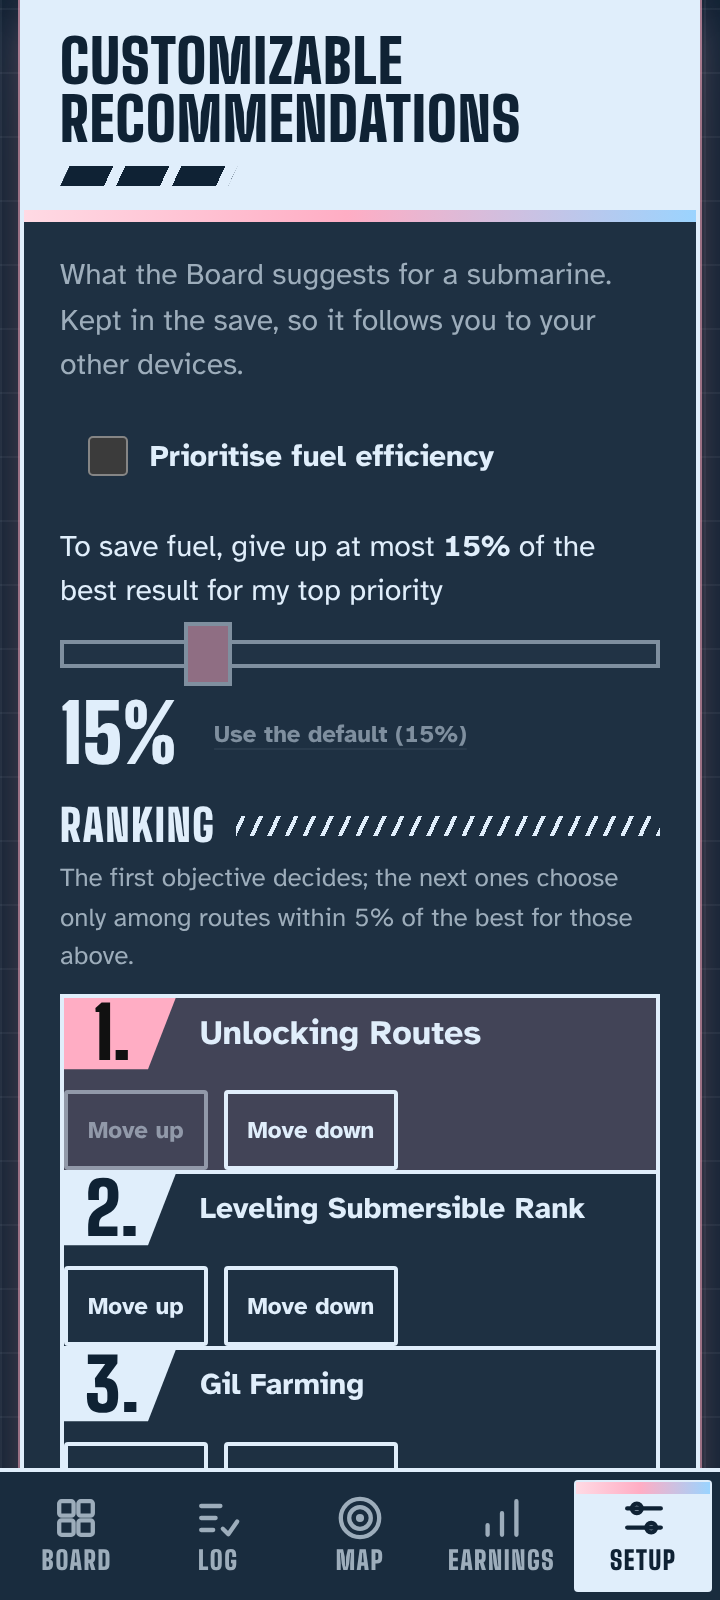 CUSTOMIZABLE
RECOMMENDATIONS
What the Board suggests for a submarine.
Kept in the save, so it follows you to your
other devices.
Prioritise fuel efficiency
To save fuel, give up at most 15% of the
best result for my top priority
15%
Use the default (15%)
RANKING
The first objective decides; the next ones choose
only among routes within 5% of the best for those
above.
1.
Unlocking Routes
Move up
Move down
2.
Leveling Submersible Rank
Move up
Move down
3.
Gil Farming
BOARD
LOG
MAP
EARNINGS
SETUP